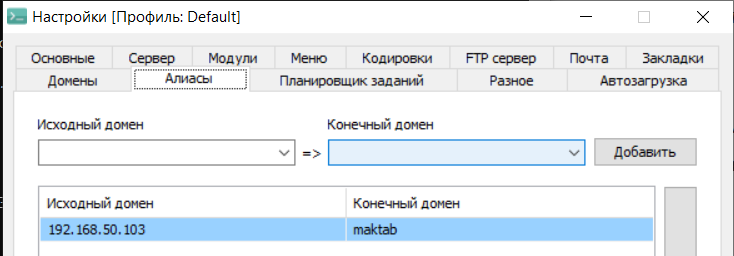 Настройки [Профиль: Default]
Основные Сервер Модули Меню Кодировки FTP сервер Почта Закладки
Домены Алиасы Планировщик заданий Разное Автозагрузка
Исходный домен Конечный домен
=> Добавить
Исходный домен Конечный домен
192.168.50.103 maktab